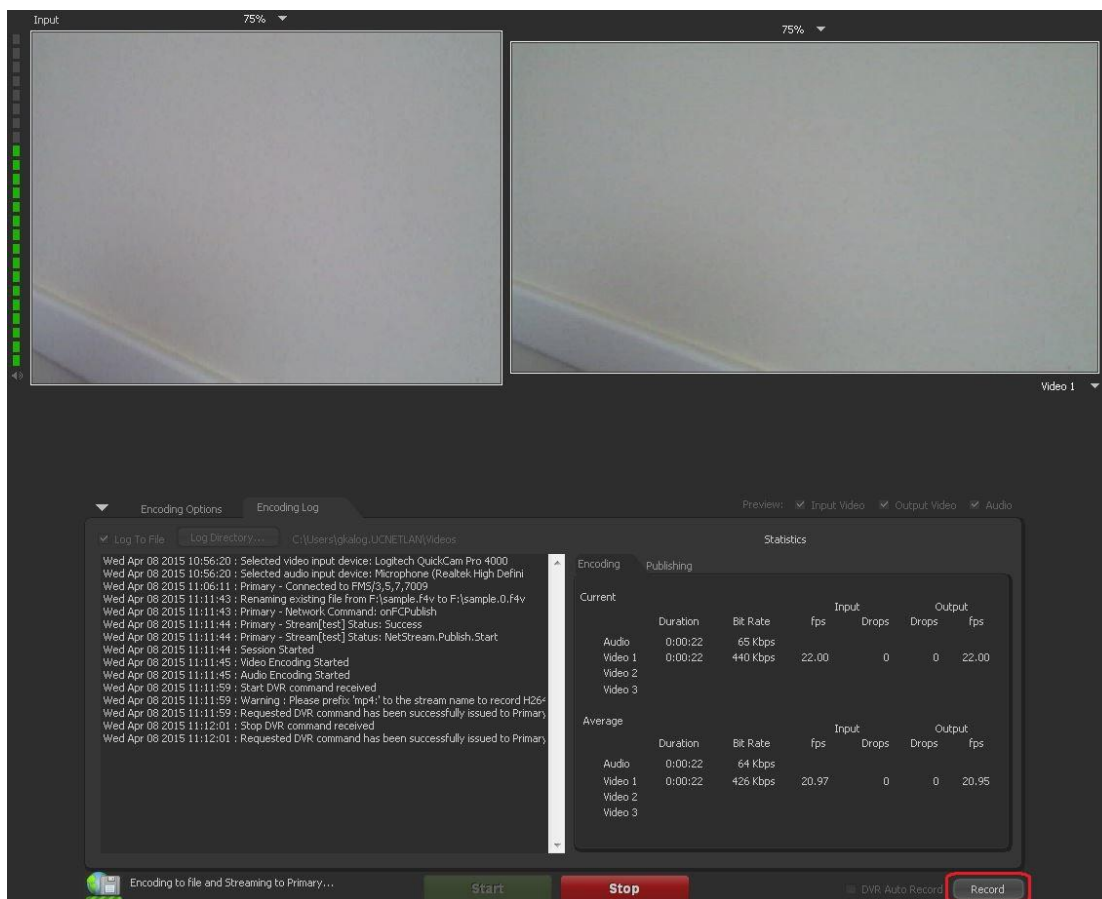 Input 75%
75%
Video 1
Encoding Options Encoding Log Preview: Input Video Output Video Audio
Log To File Log Directory... C:\Users\gkalog.UCNETLAN\Videos
Wed Apr 08 2015 10:56:20 : Selected video input device: Logitech QuickCam Pro 4000
Wed Apr 08 2015 10:56:20 : Selected audio input device: Microphone (Realtek High Defini
Wed Apr 08 2015 11:06:11 : Primary - Connected to FMS/3,5,7,7009
Wed Apr 08 2015 11:11:43 : Renaming existing file from F:\sample.f4v to F:\sample.0.f4v
Wed Apr 08 2015 11:11:43 : Primary - Network Command: onFCPublish
Wed Apr 08 2015 11:11:44 : Primary - Stream[test] Status: Success
Wed Apr 08 2015 11:11:44 : Primary - Stream[test] Status: NetStream.Publish.Start
Wed Apr 08 2015 11:11:44 : Session Started
Wed Apr 08 2015 11:11:45 : Video Encoding Started
Wed Apr 08 2015 11:11:45 : Audio Encoding Started
Wed Apr 08 2015 11:11:59 : Start DVR command received
Wed Apr 08 2015 11:11:59 : Warning : Please prefix 'mp4:' to the stream name to record H264
Wed Apr 08 2015 11:11:59 : Requested DVR command has been successfully issued to Primary
Wed Apr 08 2015 11:12:01 : Stop DVR command received
Wed Apr 08 2015 11:12:01 : Requested DVR command has been successfully issued to Primary
Statistics
Encoding Publishing
Current
Input Output
Duration Bit Rate fps Drops Drops fps
Audio 0:00:22 65 Kbps
Video 1 0:00:22 440 Kbps 22.00 0 0 22.00
Video 2
Video 3
Average
Input Output
Duration Bit Rate fps Drops Drops fps
Audio 0:00:22 64 Kbps
Video 1 0:00:22 426 Kbps 20.97 0 0 20.95
Video 2
Video 3
Encoding to file and Streaming to Primary... Start Stop DVR Auto Record Record